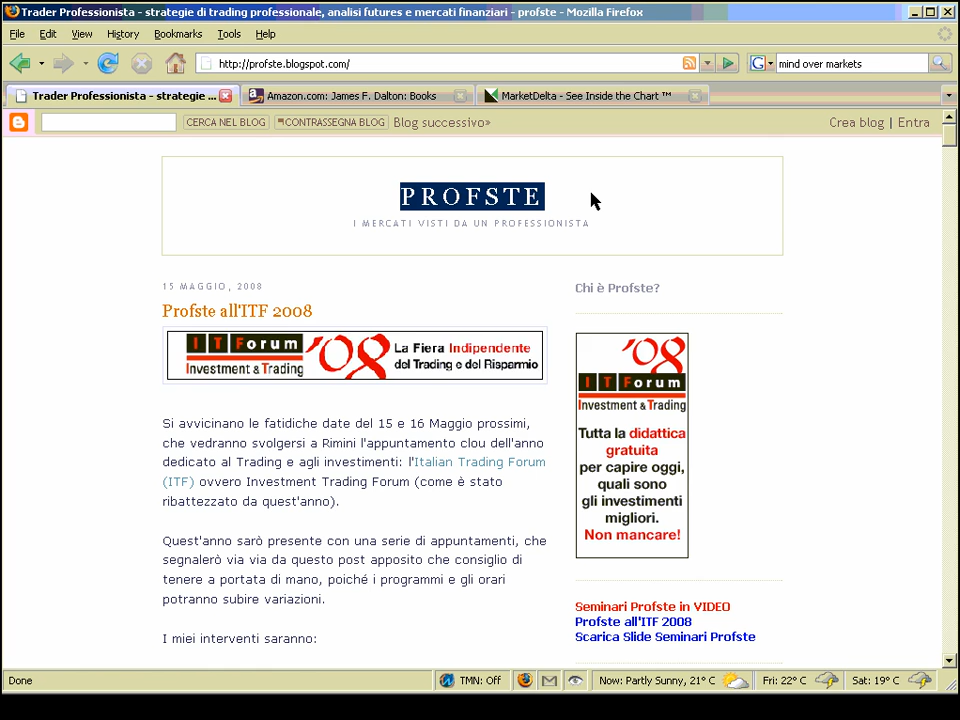 Trader Professionista - strategie di trading professionale, analisi futures e mercati finanziari - profste - Mozilla Firefox
File Edit View History Bookmarks Tools Help
http://profste.blogspot.com/
G mind over markets
Trader Professionista - strategie ...
Amazon.com: James F. Dalton: Books
MarketDelta - See Inside the Chart ™
CERCA NEL BLOG CONTRASSEGNA BLOG Blog successivo» Crea blog | Entra
PROFSTE
I MERCATI VISTI DA UN PROFESSIONISTA
15 MAGGIO, 2008
Profste all'ITF 2008
ITForum
Investment & Trading
'08
La Fiera Indipendente
del Trading e del Risparmio
Si avvicinano le fatidiche date del 15 e 16 Maggio prossimi,
che vedranno svolgersi a Rimini l'appuntamento clou dell'anno
dedicato al Trading e agli investimenti: l'Italian Trading Forum
(ITF) ovvero Investment Trading Forum (come è stato
ribattezzato da quest'anno).
Quest'anno sarò presente con una serie di appuntamenti, che
segnalerò via via da questo post apposito che consiglio di
tenere a portata di mano, poiché i programmi e gli orari
potranno subire variazioni.
I miei interventi saranno:
Chi è Profste?
'08
ITForum
Investment & Trading
Tutta la didattica
gratuita
per capire oggi,
quali sono
gli investimenti
migliori.
Non mancare!
Seminari Profste in VIDEO
Profste all'ITF 2008
Scarica Slide Seminari Profste
Done TMN: Off Now: Partly Sunny, 21° C Fri: 22° C Sat: 19° C